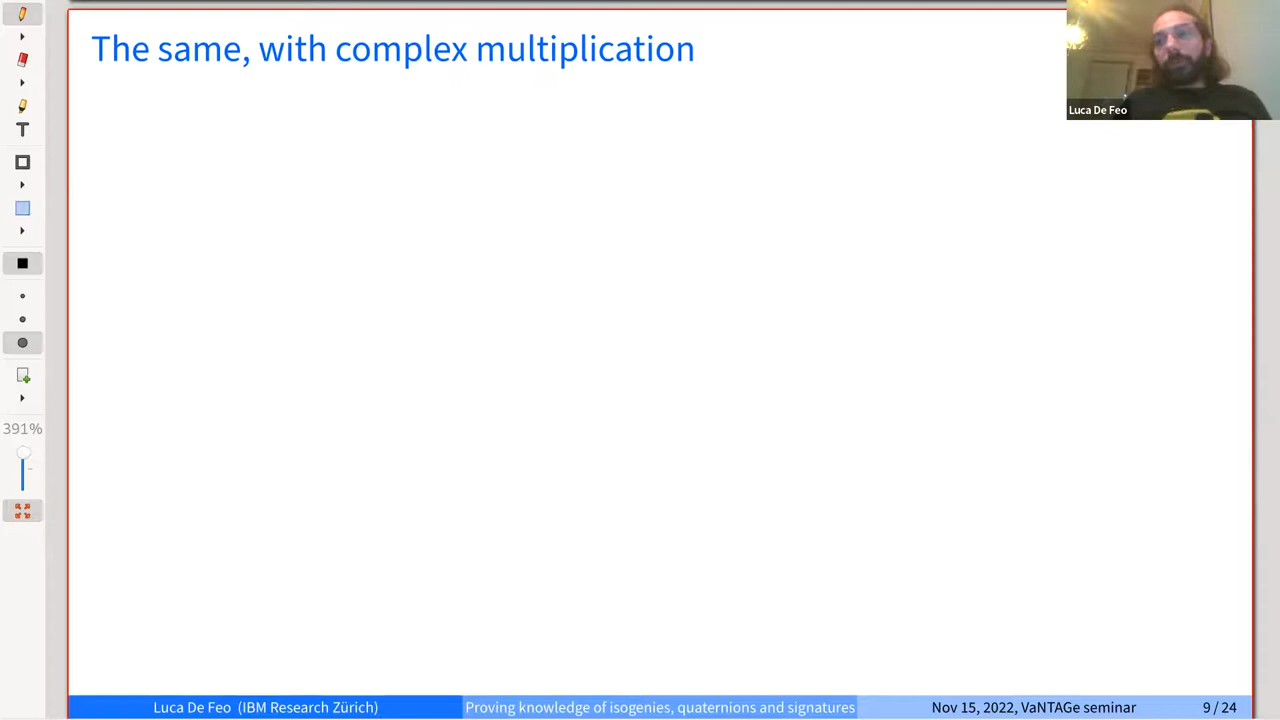 The same, with complex multiplication
Luca De Feo
T
391%
Luca De Feo (IBM Research Zürich)
Proving knowledge of isogenies, quaternions and signatures
Nov 15, 2022, VaNTAGe seminar
9 / 24